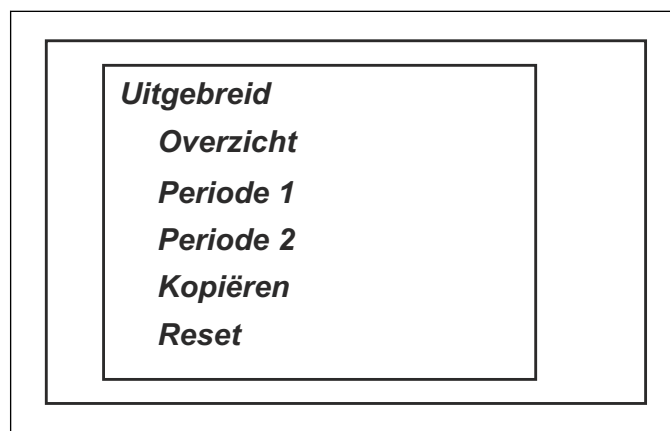 Uitgebreid
Overzicht
Periode 1
Periode 2
Kopiëren
Reset